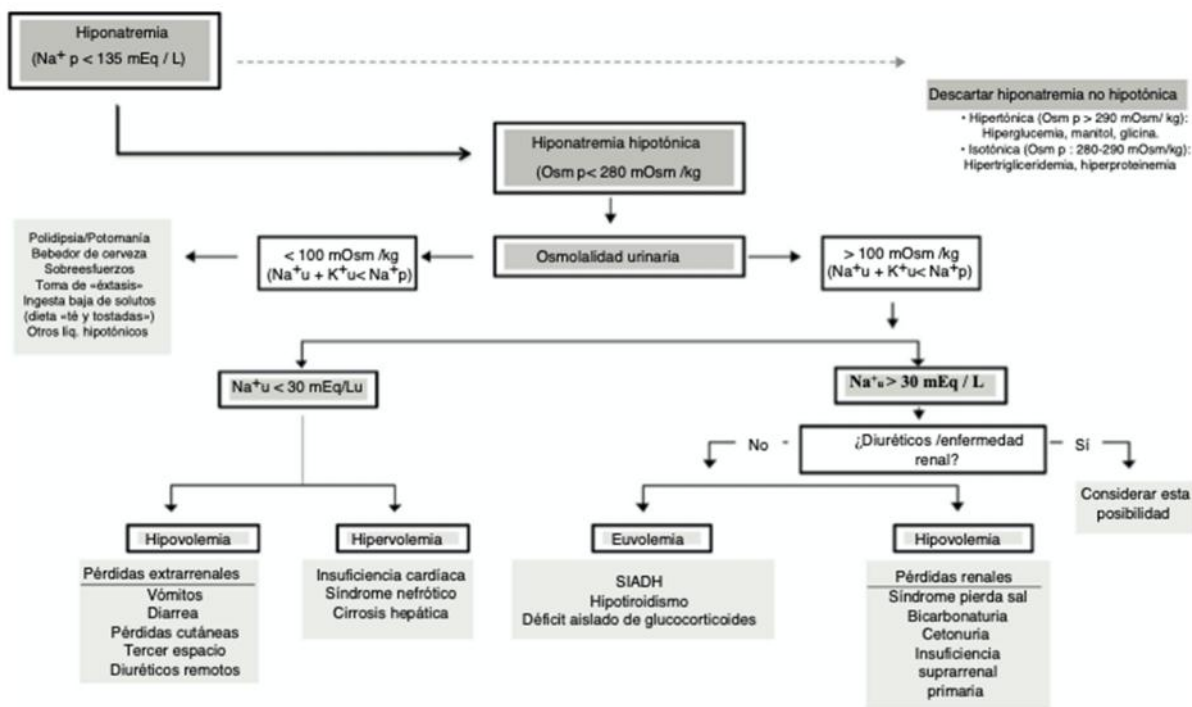 Hiponatremia
(Na+ p < 135 mEq / L)
Descartar hiponatremia no hipotónica
• Hipertónica (Osm p > 290 mOsm/ kg):
Hiperglucemia, manitol, glicina.
• Isotónica (Osm p : 280-290 mOsm/kg):
Hipertrigliceridemia, hiperproteinemia
Hiponatremia hipotónica
(Osm p< 280 mOsm /kg
Polidipsia/Potomanía
Bebedor de cerveza
Sobreesfuerzos
Toma de «éxtasis»
Ingesta baja de solutos
(dieta «té y tostadas»)
Otros líq. hipotónicos
< 100 mOsm /kg
(Na+u + K+u< Na+p)
Osmolalidad urinaria
> 100 mOsm /kg
(Na+u + K+u< Na+p)
Na+u < 30 mEq/Lu
Na+u > 30 mEq / L
No
¿Diuréticos /enfermedad
renal?
Sí
Considerar esta
posibilidad
Hipovolemia
Pérdidas extrarrenales
Vómitos
Diarrea
Pérdidas cutáneas
Tercer espacio
Diuréticos remotos
Hipervolemia
Insuficiencia cardíaca
Síndrome nefrótico
Cirrosis hepática
Euvolemia
SIADH
Hipotiroidismo
Déficit aislado de glucocorticoides
Hipovolemia
Pérdidas renales
Síndrome pierda sal
Bicarbonaturia
Cetonuria
Insuficiencia
suprarrenal
primaria